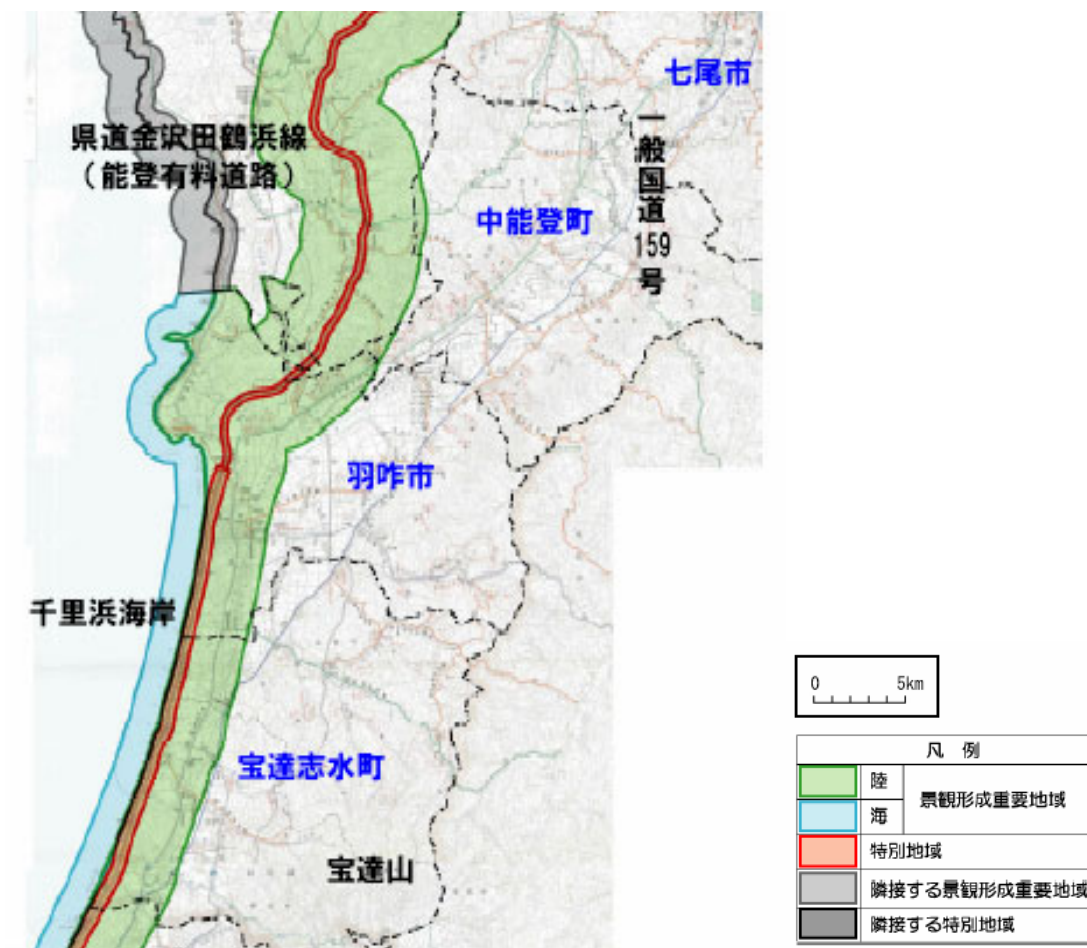 七尾市
県道金沢田鶴浜線
(能登有料道路)
一般国道159号
中能登町
羽咋市
千里浜海岸
宝達志水町
宝達山
0 5km
凡 例
陸
海
景観形成重要地域
特別地域
隣接する景観形成重要地域
隣接する特別地域